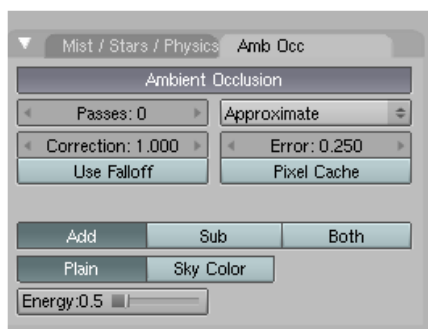 Mist / Stars / Physics Amb Occ
Ambient Occlusion
Passes: 0 Approximate
Correction: 1.000 Error: 0.250
Use Falloff Pixel Cache
Add Sub Both
Plain Sky Color
Energy:0.5